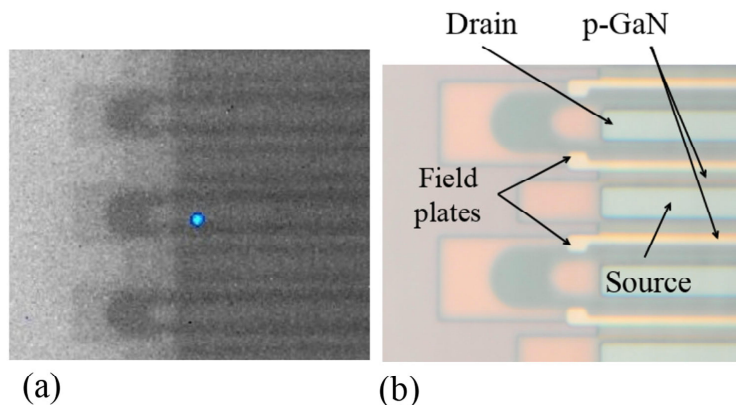 Drain
p-GaN
Field
plates
Source
(a)
(b)